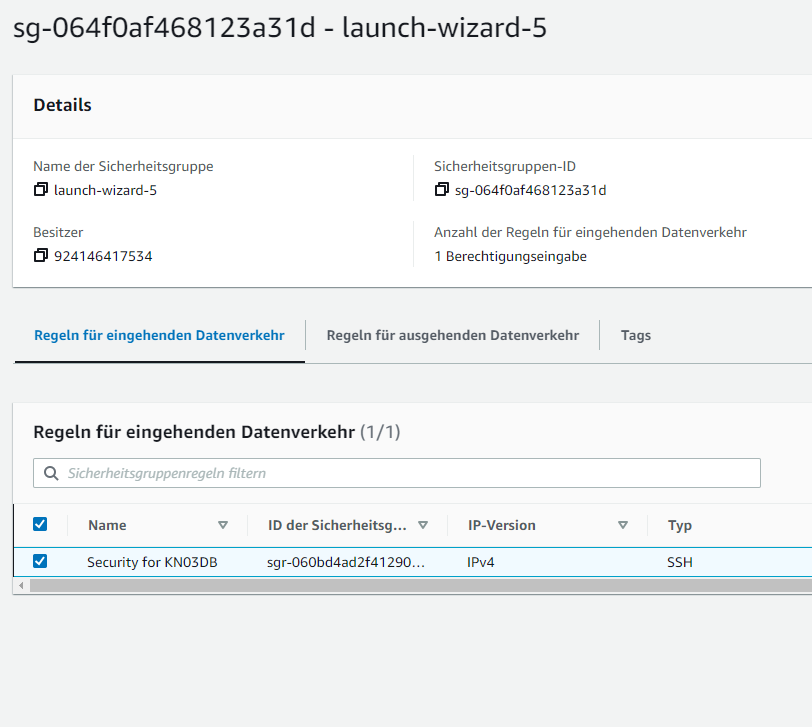 sg-064f0af468123a31d - launch-wizard-5
Details
Name der Sicherheitsgruppe
launch-wizard-5
Sicherheitsgruppen-ID
sg-064f0af468123a31d
Besitzer
924146417534
Anzahl der Regeln für eingehenden Datenverkehr
1 Berechtigungseingabe
Regeln für eingehenden Datenverkehr
Regeln für ausgehenden Datenverkehr
Tags
Regeln für eingehenden Datenverkehr (1/1)
Sicherheitsgruppenregeln filtern
Name
ID der Sicherheitsg...
IP-Version
Typ
Security for KN03DB
sgr-060bd4ad2f41290...
IPv4
SSH